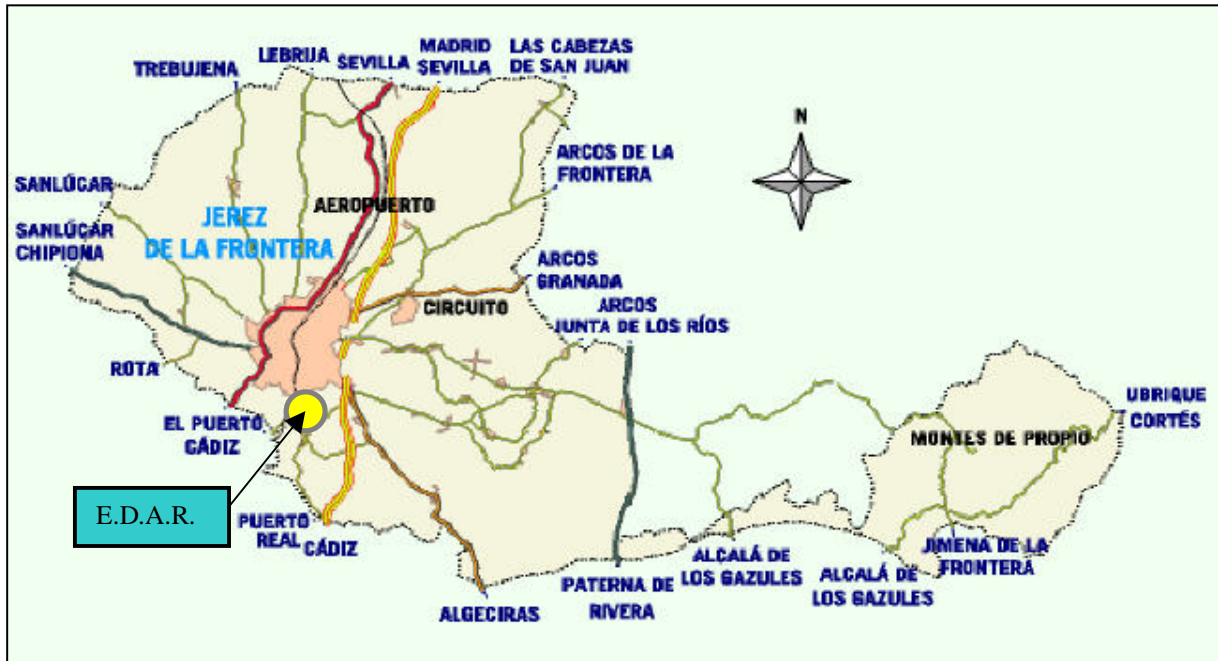 TREBUJENA
LEBRIJA
SEVILLA
MADRID
SEVILLA
LAS CABEZAS
DE SAN JUAN
N
ARCOS DE LA
FRONTERA
SANLÚCAR
SANLÚCAR
CHIPIONA
JEREZ
DE LA FRONTERA
AEROPUERTO
ARCOS
GRANADA
CIRCUITO
ARCOS
JUNTA DE LOS RÍOS
ROTA
EL PUERTO
CÁDIZ
UBRIQUE
CORTÉS
MONTES DE PROPIO
E.D.A.R.
PUERTO
REAL
CÁDIZ
ALGECIRAS
PATERNA DE
RIVERA
ALCALÁ DE
LOS GAZULES
ALCALÁ DE
LOS GAZULES
JIMENA DE LA
FRONTERA